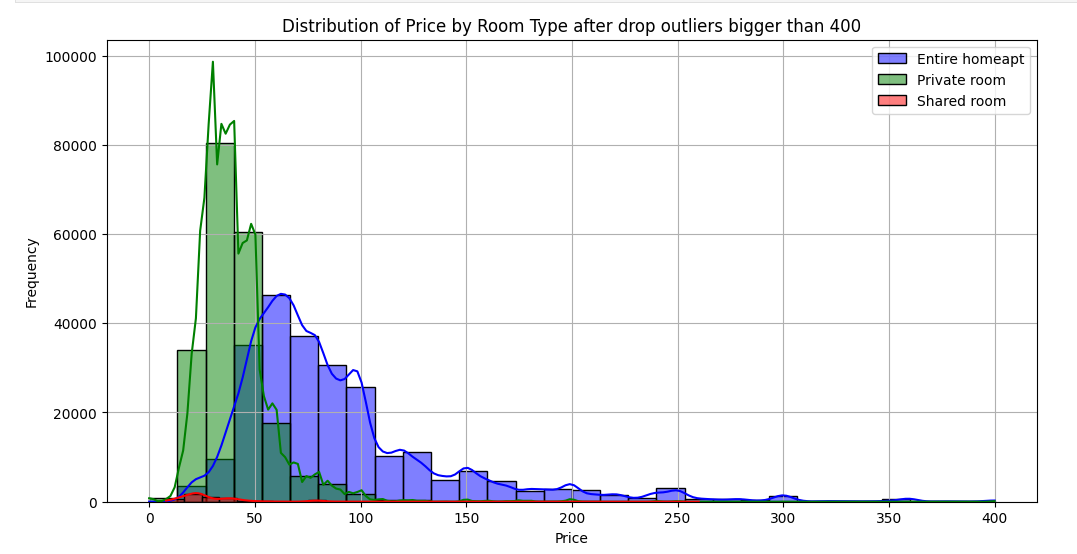 Distribution of Price by Room Type after drop outliers bigger than 400
Entire homeapt
Private room
Shared room
Frequency
100000
80000
60000
40000
20000
0
0 50 100 150 200 250 300 350 400
Price